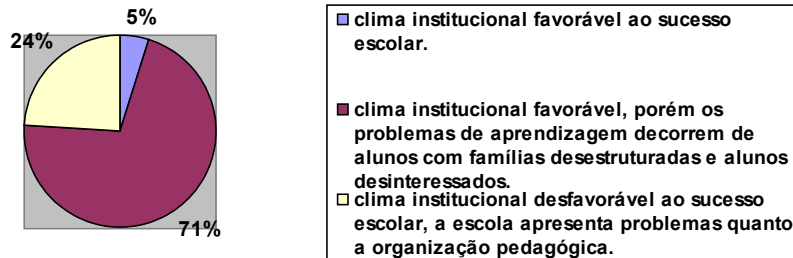 5%
24%
71%
clima institucional favorável ao sucesso
escolar.
clima institucional favorável, porém os
problemas de aprendizagem decorrem de
alunos com famílias desestruturadas e alunos
desinteressados.
clima institucional desfavorável ao sucesso
escolar, a escola apresenta problemas quanto
a organização pedagógica.